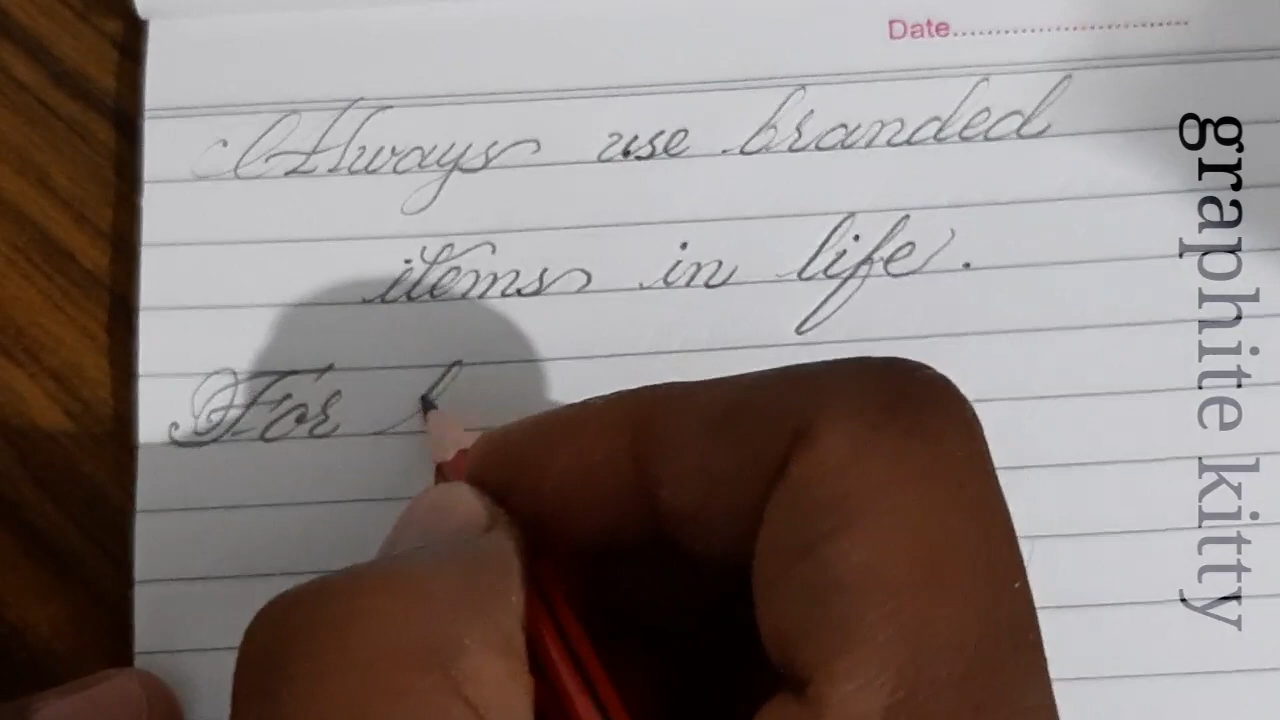 Date
Always use branded
items in life.
For
graphite kitty